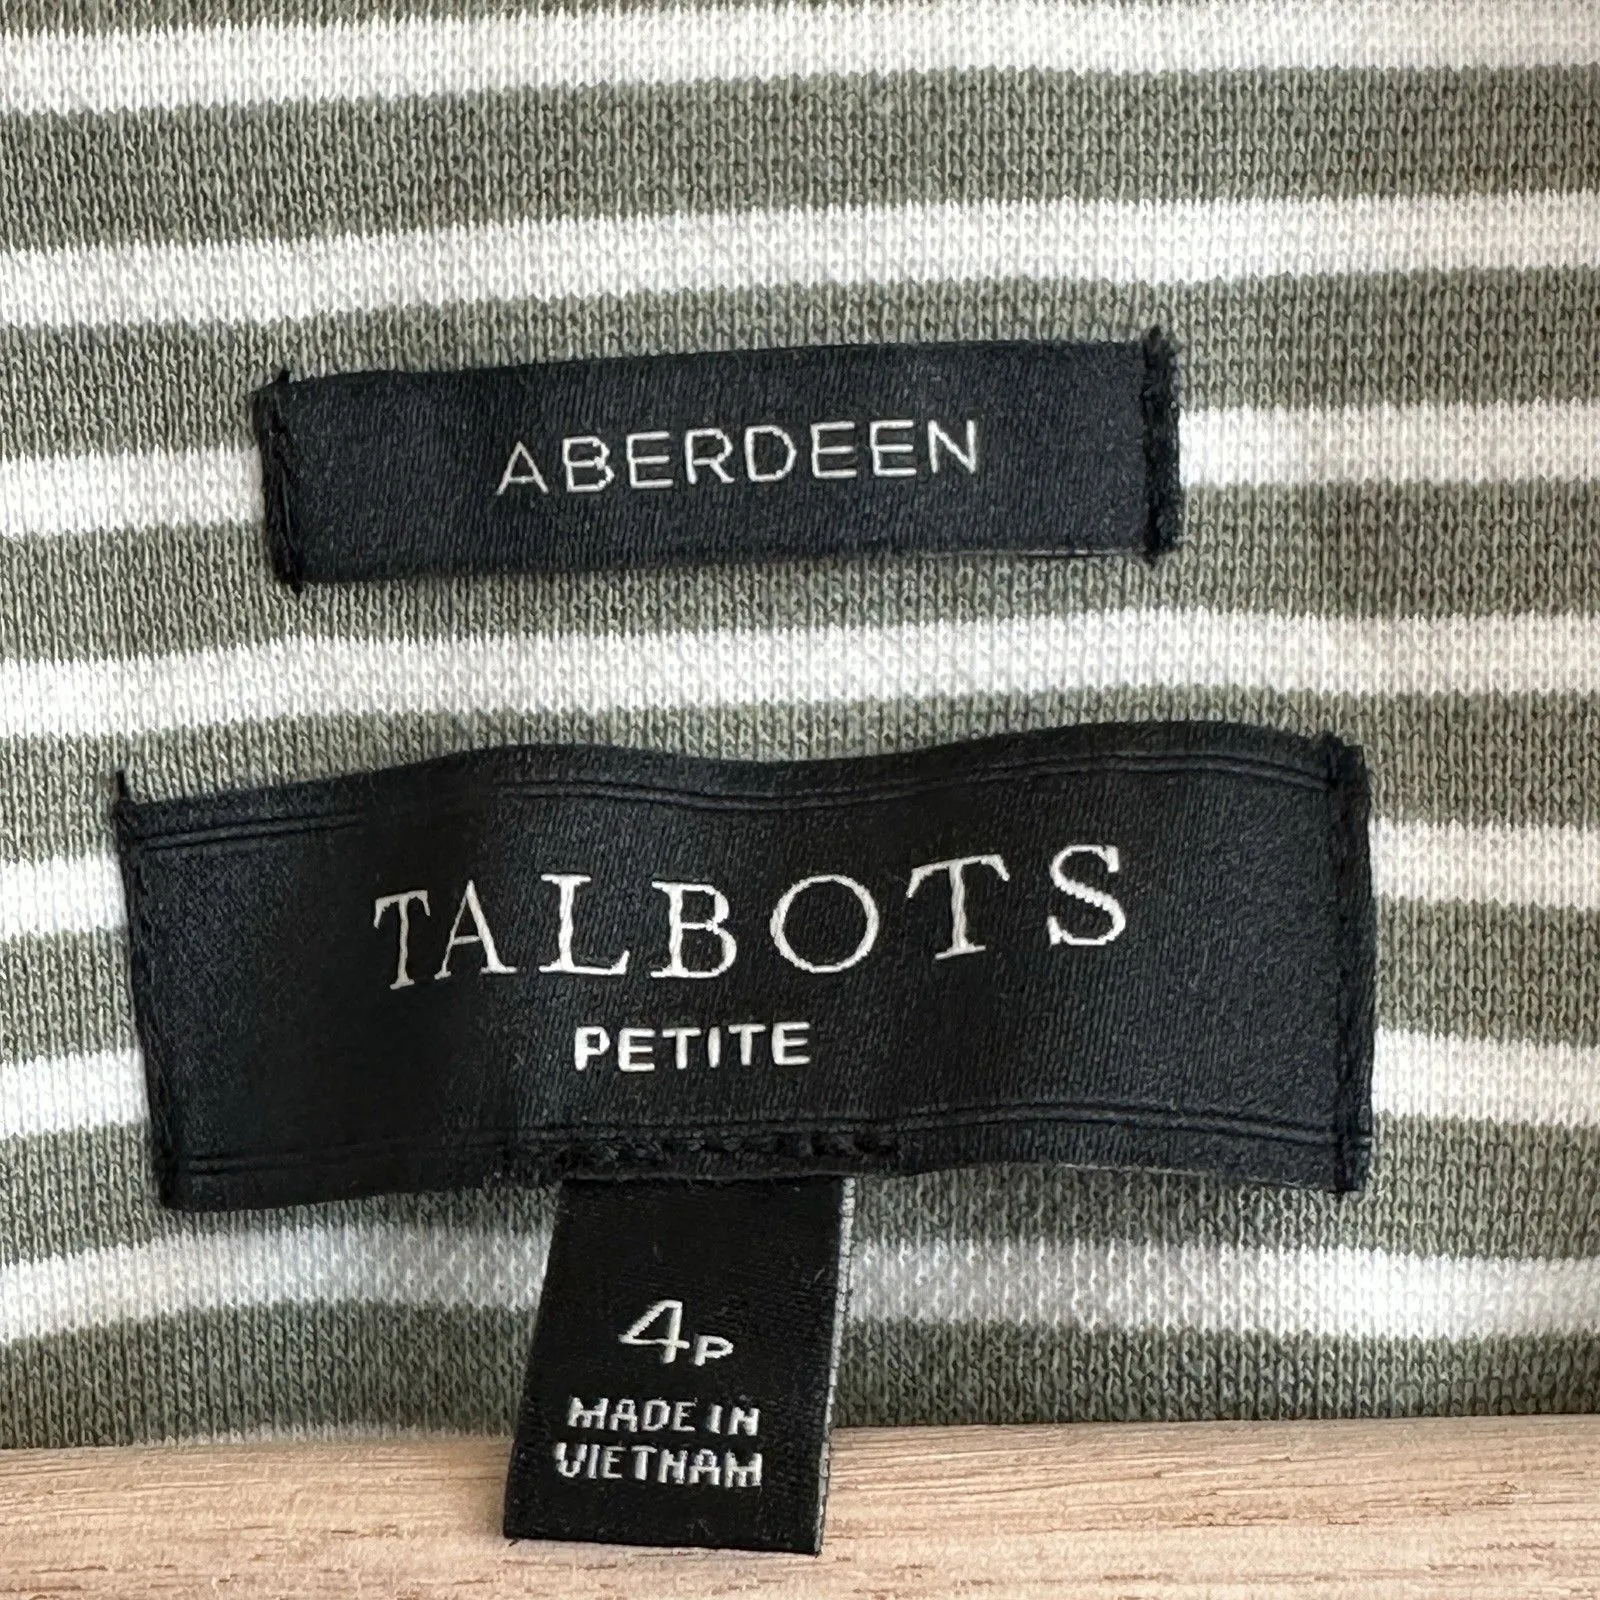 ABERDEEN
TALBOTS
PETITE
4P
MADE IN
VIETNAM